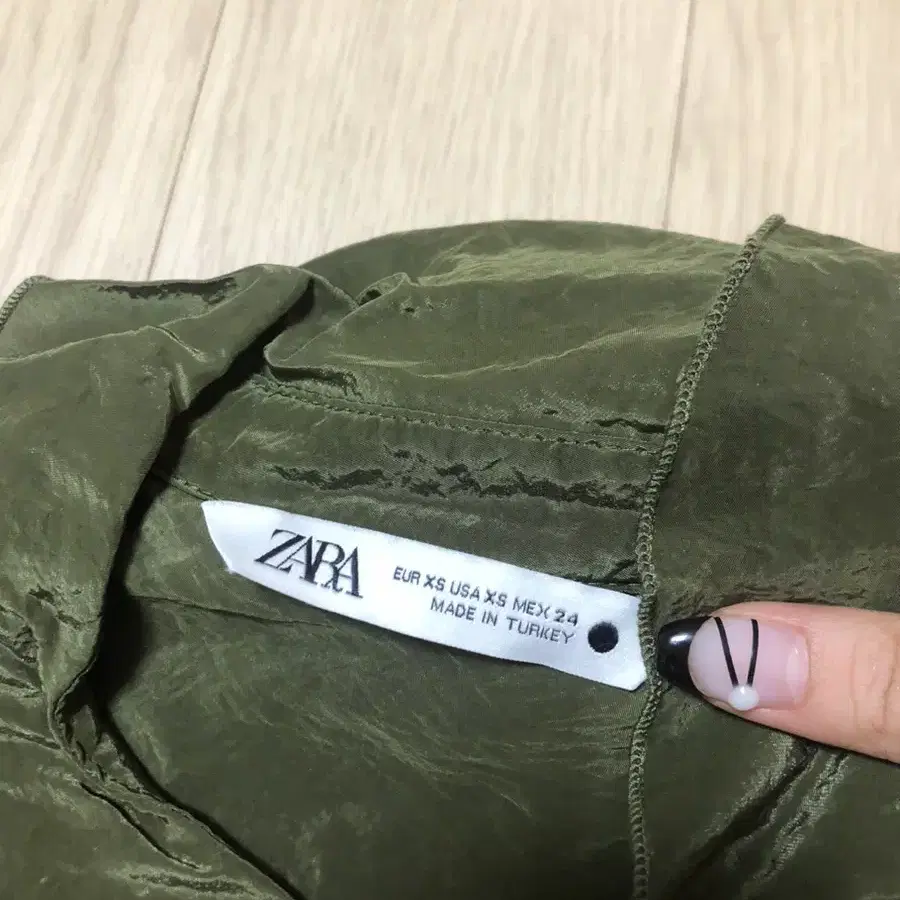 ZARA
EUR XS USA XS MEX 24
MADE IN TURKEY